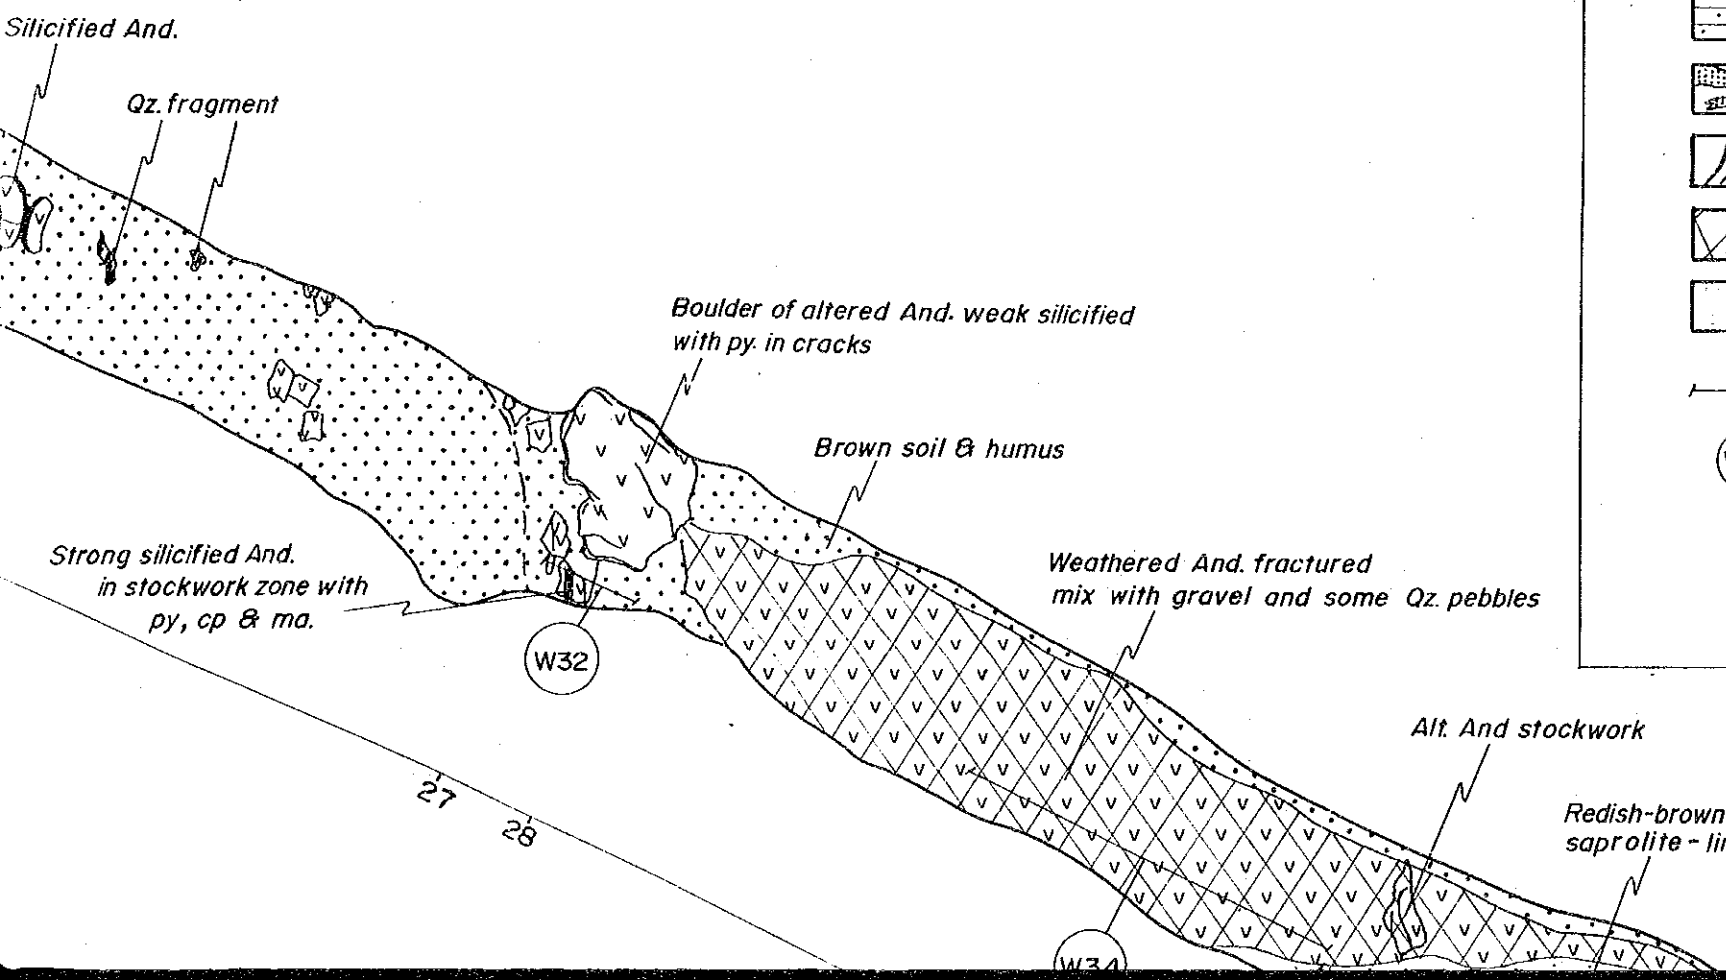 Silicified And.
Qz. fragment
Boulder of altered And. weak silicified
with py. in cracks
Brown soil & humus
Strong silicified And.
in stockwork zone with
py, cp & ma.
Weathered And. fractured
mix with gravel and some Qz. pebbles
W32
Alt. And stockwork
27
28
Redish-brown
saprolite - li
W34